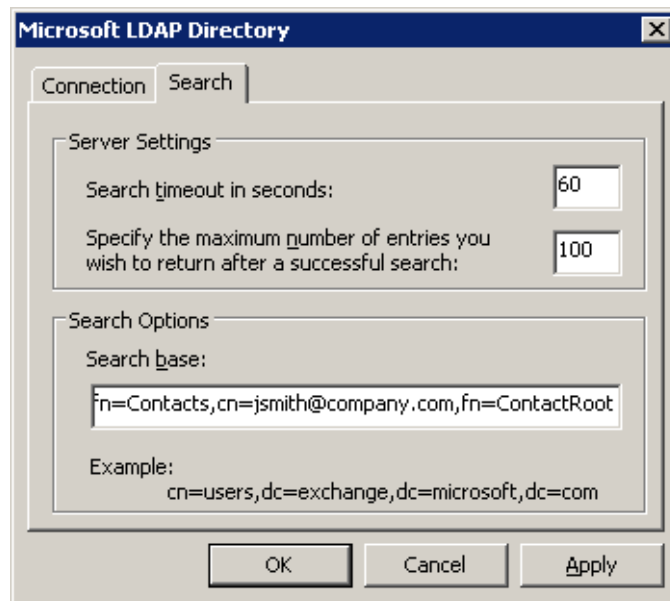 Microsoft LDAP Directory
Connection Search
Server Settings
Search timeout in seconds: 60
Specify the maximum number of entries you
wish to return after a successful search: 100
Search Options
Search base:
fn=Contacts,cn=jsmith@company.com,fn=ContactRoot
Example:
cn=users,dc=exchange,dc=microsoft,dc=com
OK Cancel Apply